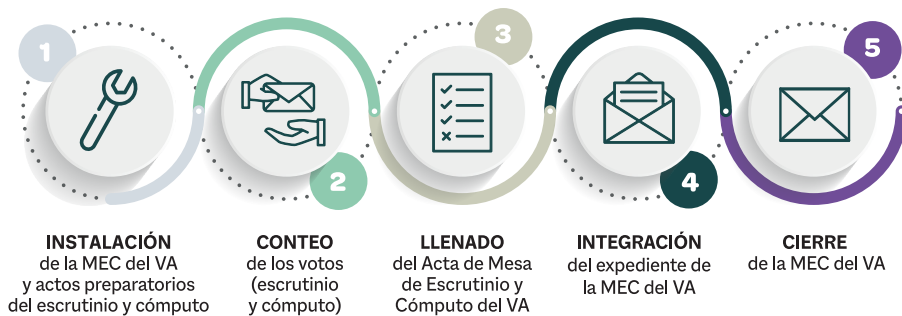 1
INSTALACIÓN
de la MEC del VA
y actos preparatorios
del escrutinio y cómputo
2
CONTEO
de los votos
(escrutinio
y cómputo)
3
LLENADO
del Acta de Mesa
de Escrutinio y
Cómputo del VA
4
INTEGRACIÓN
del expediente de
la MEC del VA
5
CIERRE
de la MEC del VA